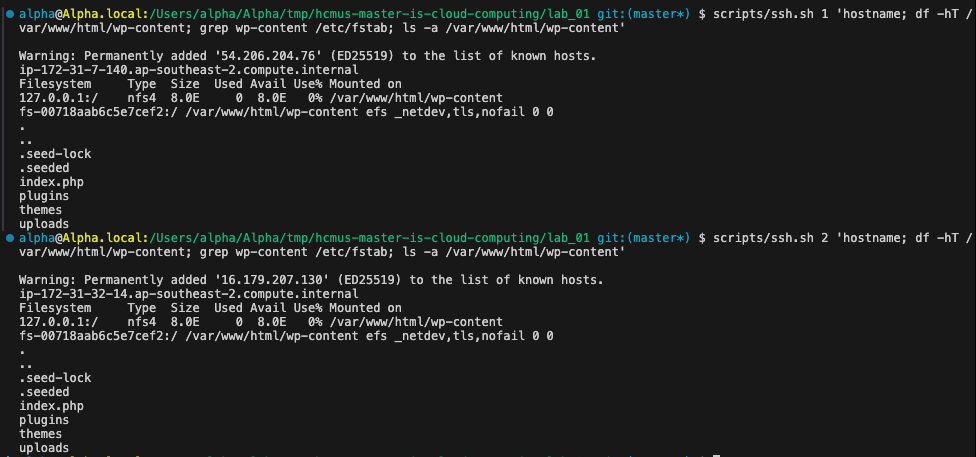 alpha@Alpha.local:/Users/alpha/Alpha/tmp/hcmus-master-is-cloud-computing/lab_01 git:(master*) $ scripts/ssh.sh 1 'hostname; df -hT /
var/www/html/wp-content; grep wp-content /etc/fstab; ls -a /var/www/html/wp-content'
Warning: Permanently added '54.206.204.76' (ED25519) to the list of known hosts.
ip-172-31-7-140.ap-southeast-2.compute.internal
Filesystem     Type  Size  Used Avail Use% Mounted on
127.0.0.1:/    nfs4  8.0E     0  8.0E   0% /var/www/html/wp-content
fs-00718aab6c5e7cef2:/ /var/www/html/wp-content efs _netdev,tls,nofail 0 0
.
..
.seed-lock
.seeded
index.php
plugins
themes
uploads
alpha@Alpha.local:/Users/alpha/Alpha/tmp/hcmus-master-is-cloud-computing/lab_01 git:(master*) $ scripts/ssh.sh 2 'hostname; df -hT /
var/www/html/wp-content; grep wp-content /etc/fstab; ls -a /var/www/html/wp-content'
Warning: Permanently added '16.179.207.130' (ED25519) to the list of known hosts.
ip-172-31-32-14.ap-southeast-2.compute.internal
Filesystem     Type  Size  Used Avail Use% Mounted on
127.0.0.1:/    nfs4  8.0E     0  8.0E   0% /var/www/html/wp-content
fs-00718aab6c5e7cef2:/ /var/www/html/wp-content efs _netdev,tls,nofail 0 0
.
..
.seed-lock
.seeded
index.php
plugins
themes
uploads